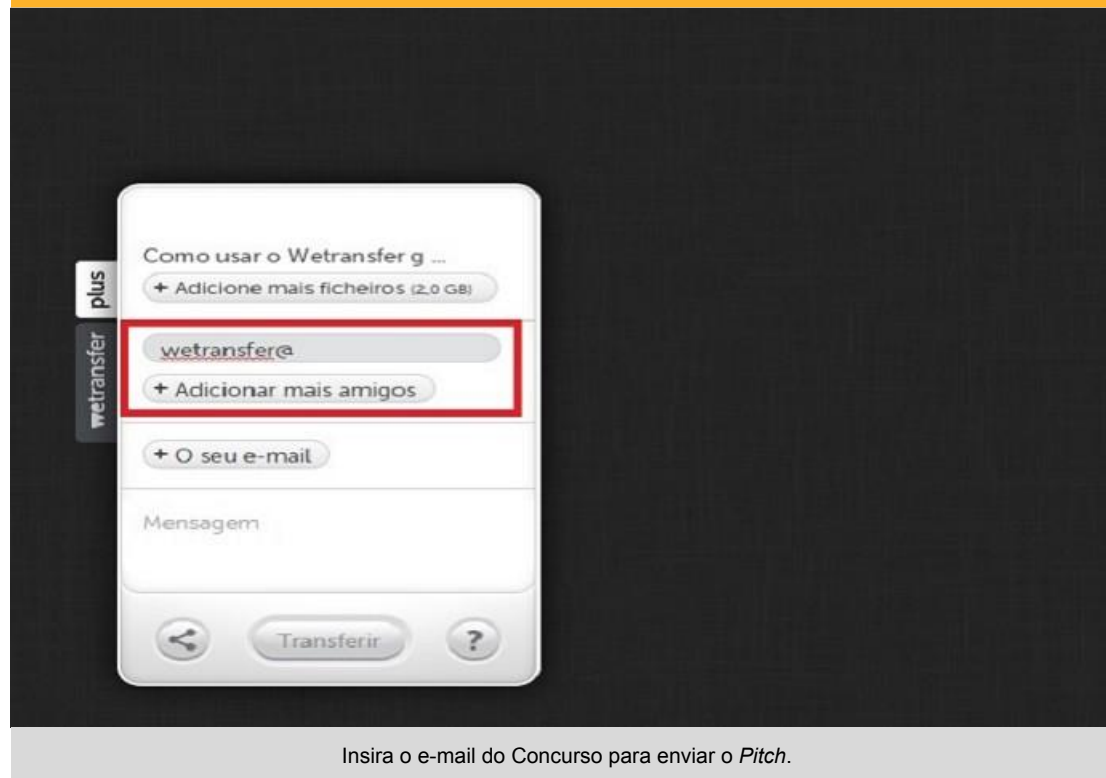 Como usar o Wetransfer g ...
+ Adicione mais ficheiros (2,0 GB)
plus
wetransfer
wetransfer@
+ Adicionar mais amigos
+ O seu e-mail
Mensagem
Transferir
?
Insira o e-mail do Concurso para enviar o Pitch.